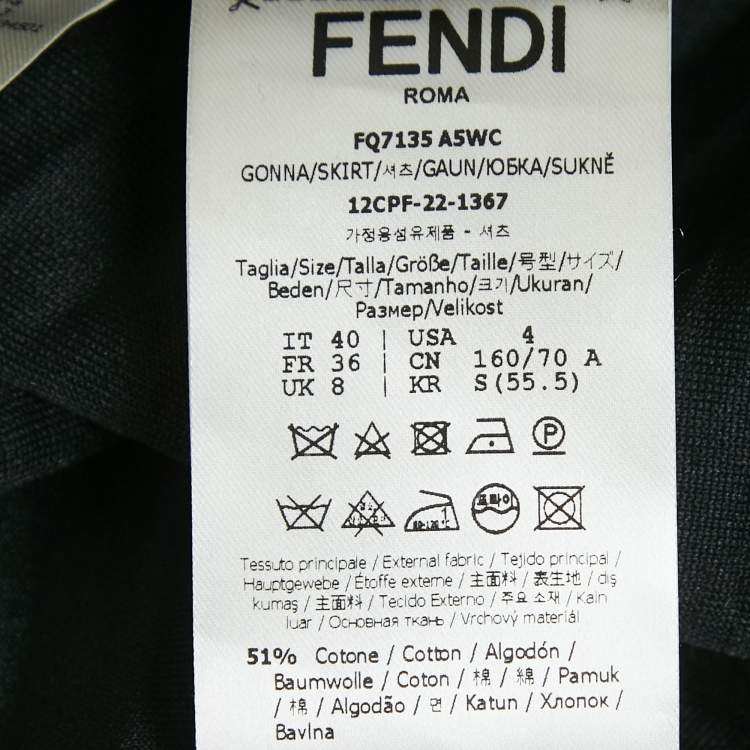 FENDI
ROMA
FQ7135 A5WC
GONNA/SKIRT/셔츠/GAUN/ЮБКА/SUKNĚ
12CPF-22-1367
가정용섬유제품 - 셔츠
Taglia/Size/Talla/Größe/Taille/号型/サイズ/
Beden/尺寸/Tamanho/크기/Ukuran/
Размер/Velikost
IT 40 | USA 4
FR 36 | CN 160/70 A
UK 8 | KR S(55.5)
P
드라이
Tessuto principale / External fabric / Tejido principal /
Hauptgewebe / Étoffe externe / 主面料 / 表生地 / dış
kumaş / 主面料 / Tecido Externo / 주요 소재 / Kain
luar / Основная ткань / Vrchový materiál
51% Cotone / Cotton / Algodón /
Baumwolle / Coton / 棉 / 綿 / Pamuk
/ 棉 / Algodão / 면 / Katun / Хлопок /
Bavlna